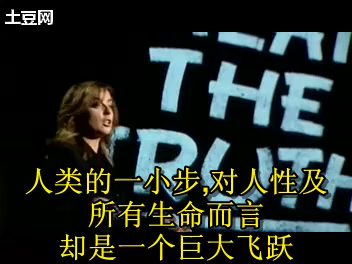 土豆网
THE
人类的一小步,对人性及
所有生命而言
却是一个巨大飞跃